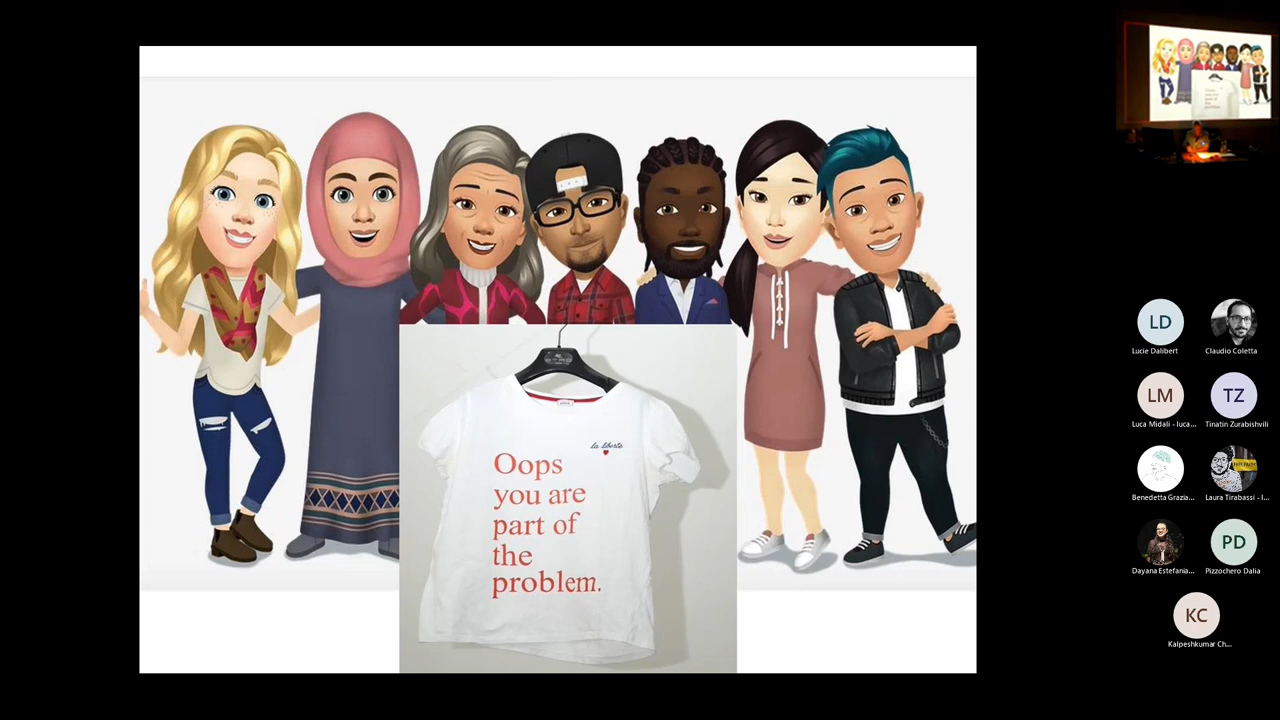 la liberté
Oops
you are
part of
the
problem.
LD
Lucie Dalibert
Claudio Coletta
LM
Luca Midali - luca...
TZ
Tinatin Zurabishvili
Benedetta Grazia...
Laura Tirabassi - I...
Dayana Estefania...
PD
Pizzochero Dalia
KC
Kalpeshkumar Ch...